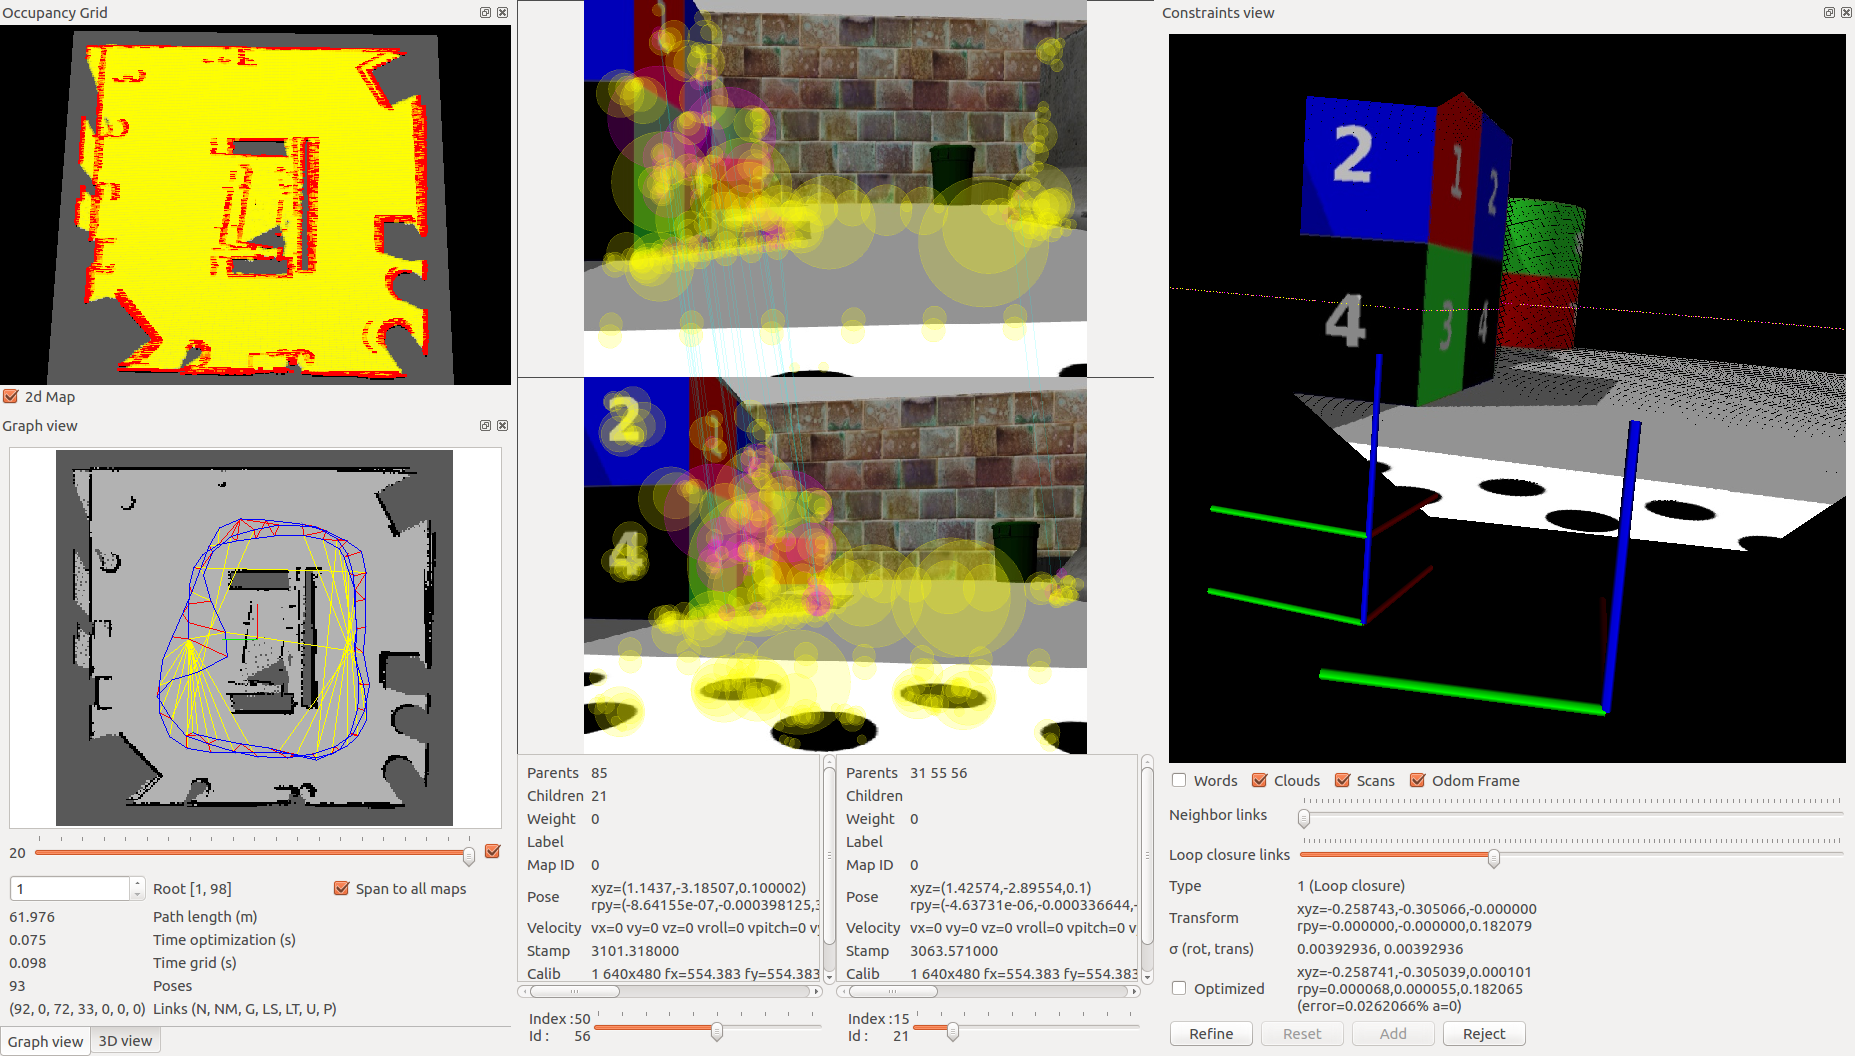 Occupancy Grid
2d Map
Graph view
20
1 Root [1, 98] Span to all maps
61.976 Path length (m)
0.075 Time optimization (s)
0.098 Time grid (s)
93 Poses
(92, 0, 72, 33, 0, 0, 0) Links (N, NM, G, LS, LT, U, P)
Graph view 3D view
1
2
1
4
Parents 85
Children 21
Weight 0
Label
Map ID 0
Pose xyz=(1.1437,-3.18507,0.100002)
rpy=(-8.64155e-07,-0.000398125,3
Velocity vx=0 vy=0 vz=0 vroll=0 vpitch=0 vy
Stamp 3101.318000
Calib 1 640x480 fx=554.383 fy=554.383
Index :50
Id : 56
Parents 31 55 56
Children
Weight 0
Label
Map ID 0
Pose xyz=(1.42574,-2.89554,0.1)
rpy=(-4.63731e-06,-0.000336644,-
Velocity vx=0 vy=0 vz=0 vroll=0 vpitch=0 vy
Stamp 3063.571000
Calib 1 640x480 fx=554.383 fy=554.383
Index :15
Id : 21
Constraints view
2 1 2
4 3 4
Words Clouds Scans Odom Frame
Neighbor links
Loop closure links
Type 1 (Loop closure)
Transform xyz=-0.258743,-0.305066,-0.000000
rpy=-0.000000,-0.000000,0.182079
σ (rot, trans) 0.00392936, 0.00392936
Optimized xyz=-0.258741,-0.305039,0.000101
rpy=0.000068,0.000055,0.182065
(error=0.0262066% a=0)
Refine Reset Add Reject